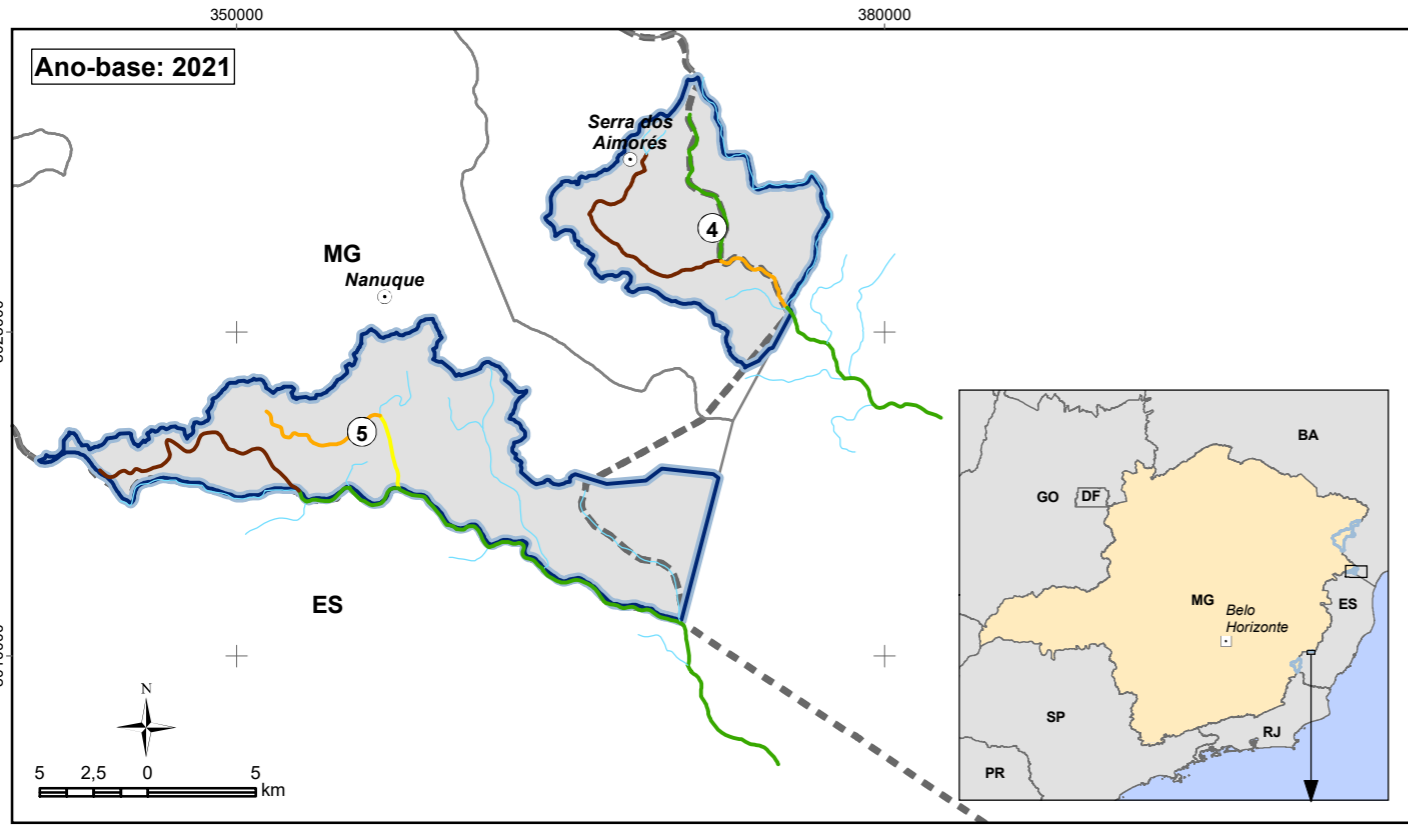 350000
380000
Ano-base: 2021
Serra dos
Aimorés
4
MG
Nanuque
5
ES
N
5 2,5 0 5
km
BA
GO
DF
MG
ES
Belo
Horizonte
SP
RJ
PR